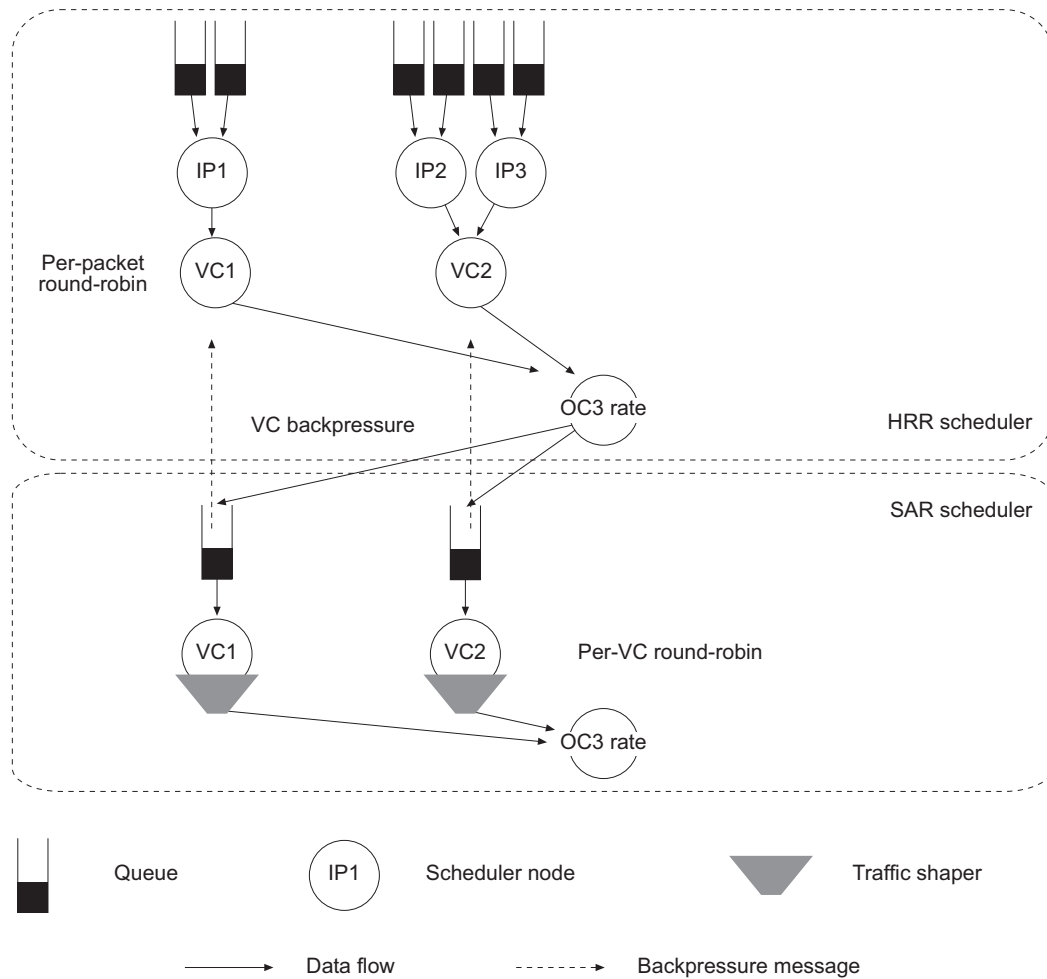 IP1
IP2
IP3
Per-packet
round-robin
VC1
VC2
OC3 rate
VC backpressure
HRR scheduler
SAR scheduler
VC1
VC2
Per-VC round-robin
OC3 rate
Queue
IP1
Scheduler node
Traffic shaper
Data flow
Backpressure message